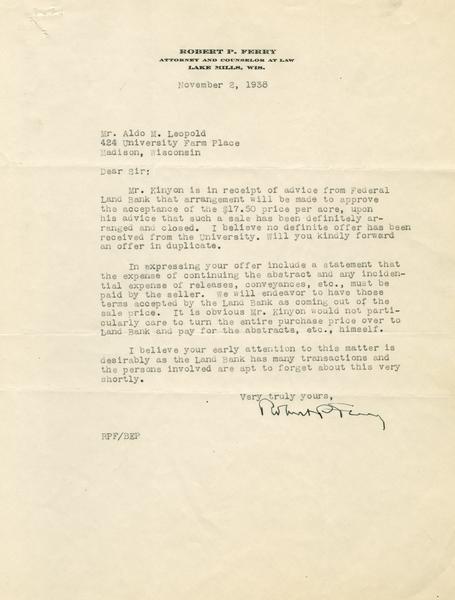 ROBERT P. FERRY
ATTORNEY AND COUNSELOR AT LAW
LAKE MILLS, WIS.
November 2, 1938
Mr. Aldo M. Leopold
424 University Farm Place
Madison, Wisconsin
Dear Sir:
Mr. Kinyon is in receipt of advice from Federal
Land Bank that arrangement will be made to approve
the acceptance of the $17.50 price per acre, upon
his advice that such a sale has been definitely ar-
ranged and closed. I believe no definite offer has been
received from the University. Will you kindly forward
an offer in duplicate.
In expressing your offer include a statement that
the expense of continuing the abstract and any inciden-
tial expense of releases, conveyances, etc., must be
paid by the seller. We will endeavor to have those
terms accepted by the Land Bank as coming out of the
sale price. It is obvious Mr. Kinyon would not parti-
cularly care to turn the entire purchase price over to
Land Bank and pay for the abstracts, etc., himself.
I believe your early attention to this matter is
desirably as the Land Bank has many transactions and
the persons involved are apt to forget about this very
shortly.
Very truly yours,
Robert P. Ferry
RPF/BEP